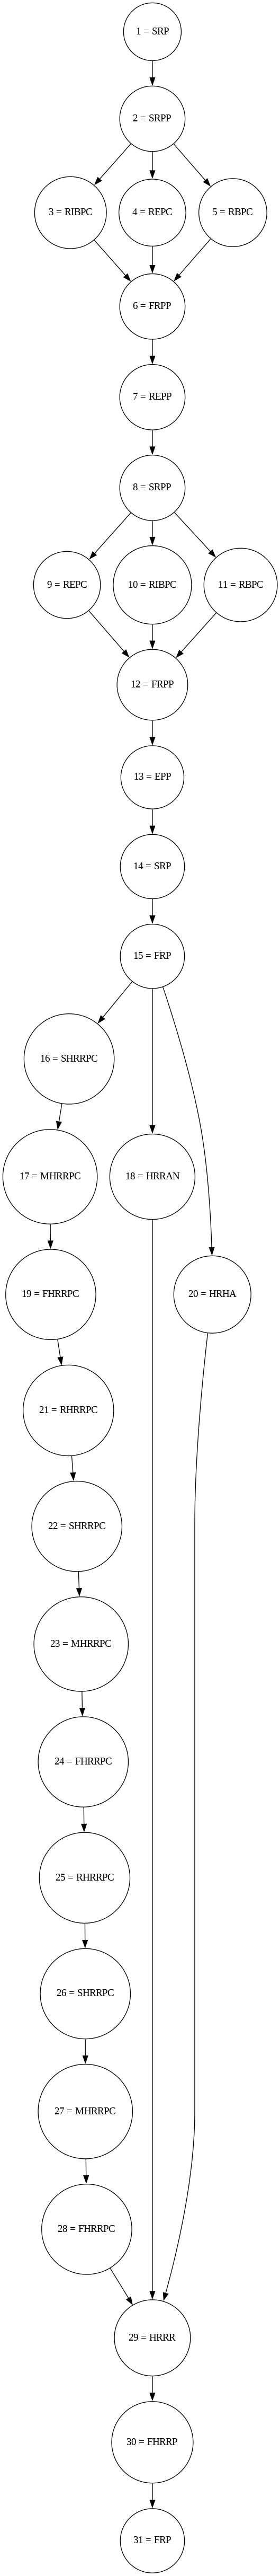 1 = SRP
2 = SRPP
3 = RIBPC
4 = REPC
5 = RBPC
6 = FRPP
7 = REPP
8 = SRPP
9 = REPC
10 = RIBPC
11 = RBPC
12 = FRPP
13 = EPP
14 = SRP
15 = FRP
16 = SHRRPC
17 = MHRRPC
18 = HRRAN
19 = FHRRPC
20 = HRHA
21 = RHRRPC
22 = SHRRPC
23 = MHRRPC
24 = FHRRPC
25 = RHRRPC
26 = SHRRPC
27 = MHRRPC
28 = FHRRPC
29 = HRRR
30 = FHRRP
31 = FRP